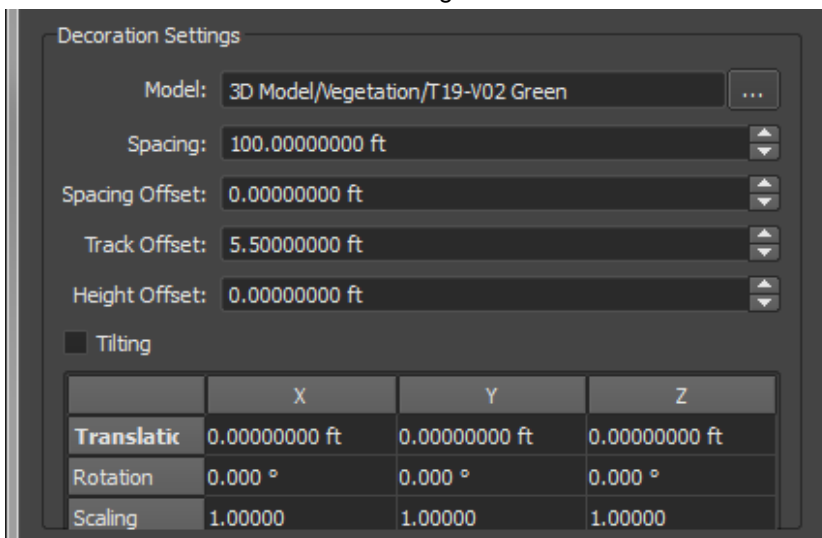 Decoration Settings
Model: 3D Model/Vegetation/T19-V02 Green ...
Spacing: 100.00000000 ft
Spacing Offset: 0.00000000 ft
Track Offset: 5.50000000 ft
Height Offset: 0.00000000 ft
Tilting
X Y Z
Translatic 0.00000000 ft 0.00000000 ft 0.00000000 ft
Rotation 0.000 ° 0.000 ° 0.000 °
Scaling 1.00000 1.00000 1.00000